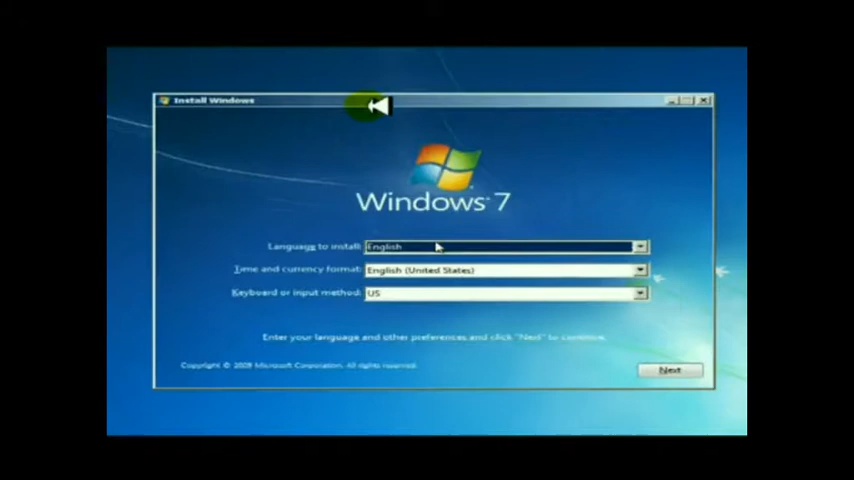 Install Windows
Windows 7
Language to install: English
Time and currency format: English (United States)
Keyboard or input method: US
Enter your language and other preferences and click "Next" to continue.
Copyright © 2009 Microsoft Corporation. All rights reserved.
Next